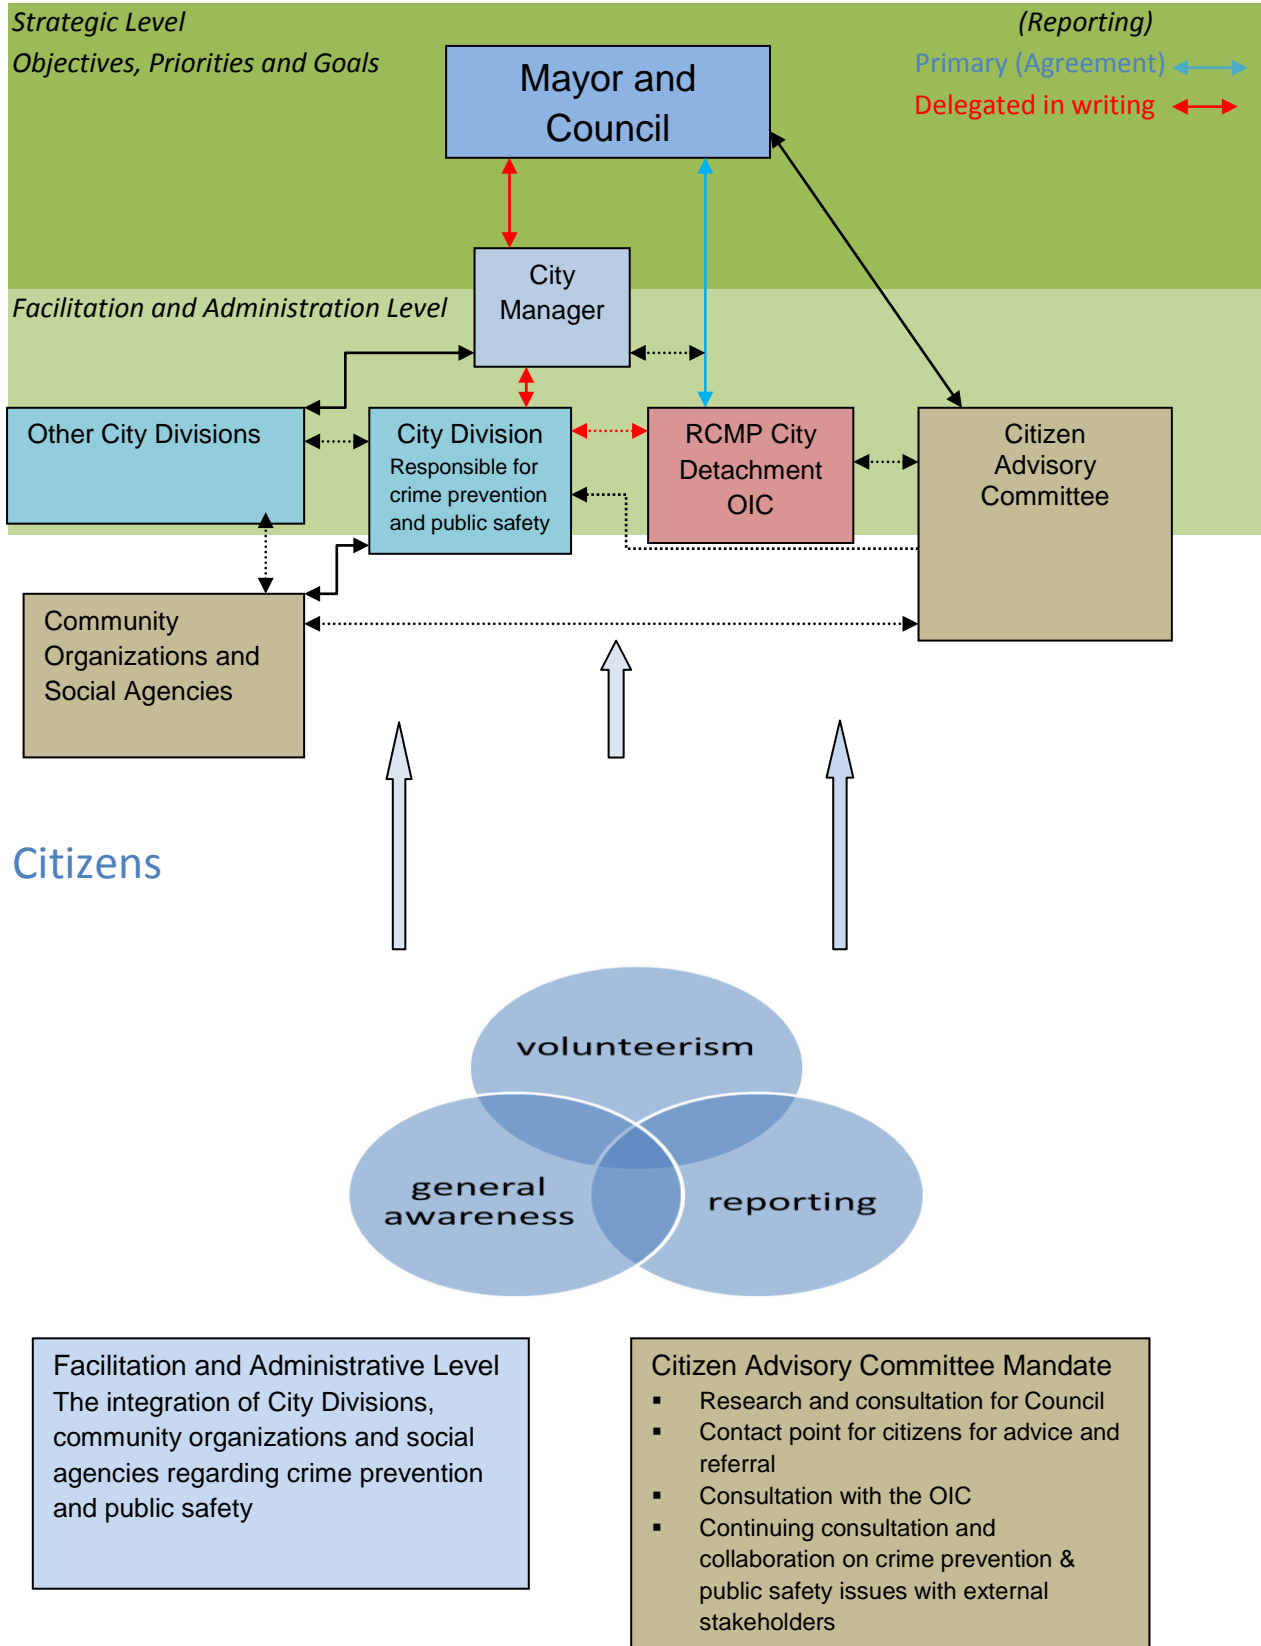 Strategic Level
(Reporting)
Objectives, Priorities and Goals
Primary (Agreement)
Delegated in writing
Mayor and
Council
City
Manager
Facilitation and Administration Level
Other City Divisions
City Division
Responsible for
crime prevention
and public safety
RCMP City
Detachment
OIC
Citizen
Advisory
Committee
Community
Organizations and
Social Agencies
Citizens
volunteerism
general
awareness
reporting
Facilitation and Administrative Level
The integration of City Divisions,
community organizations and social
agencies regarding crime prevention
and public safety
Citizen Advisory Committee Mandate
▪ Research and consultation for Council
▪ Contact point for citizens for advice and
referral
▪ Consultation with the OIC
▪ Continuing consultation and
collaboration on crime prevention &
public safety issues with external
stakeholders